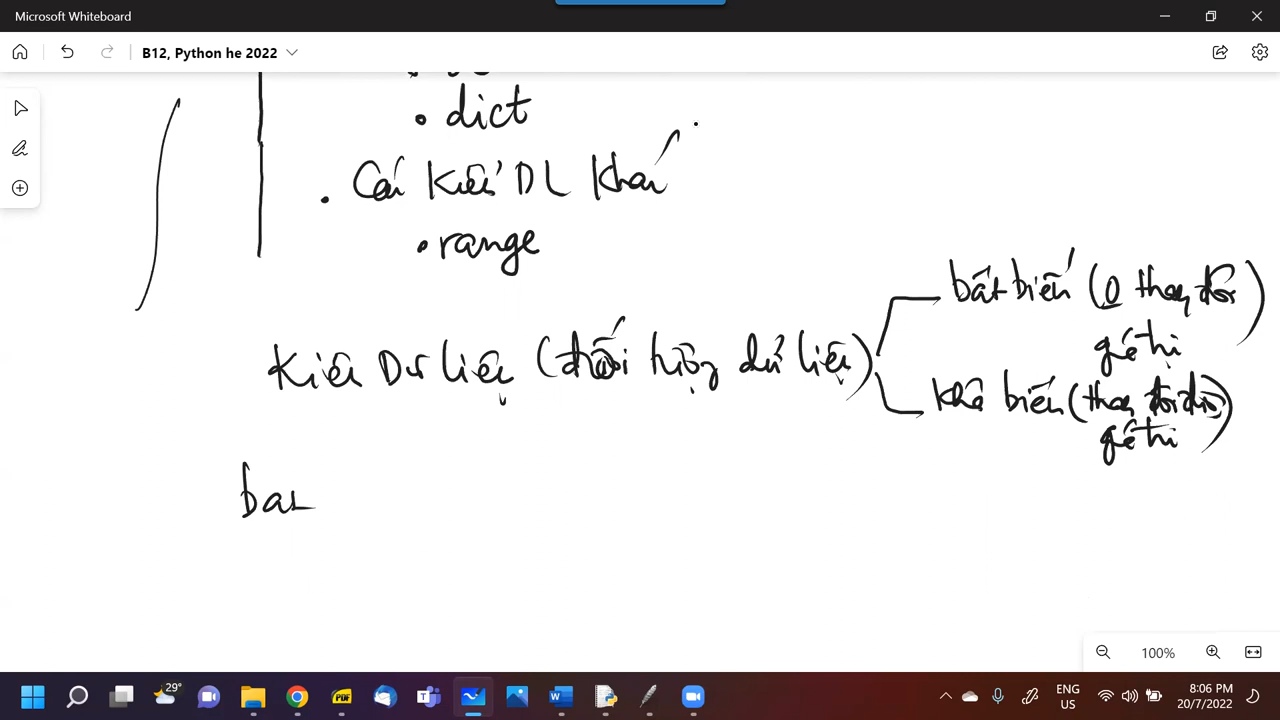 Microsoft Whiteboard
B12, Python he 2022
• dict
• Các Kiểu DL khác
• range
bất biến (0 thay đổi
giá trị)
Kiểu Dữ liệu (đối tượng dữ liệu)
khả biến (thay đổi được
giá trị)
bas
100%
29°
ENG
US
8:06 PM
20/7/2022